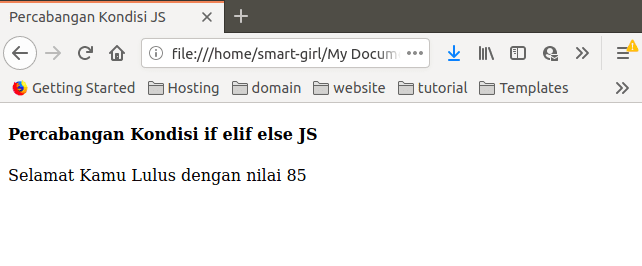 Percabangan Kondisi JS
file:///home/smart-girl/My Docum
Getting Started Hosting domain website tutorial Templates
Percabangan Kondisi if elif else JS
Selamat Kamu Lulus dengan nilai 85